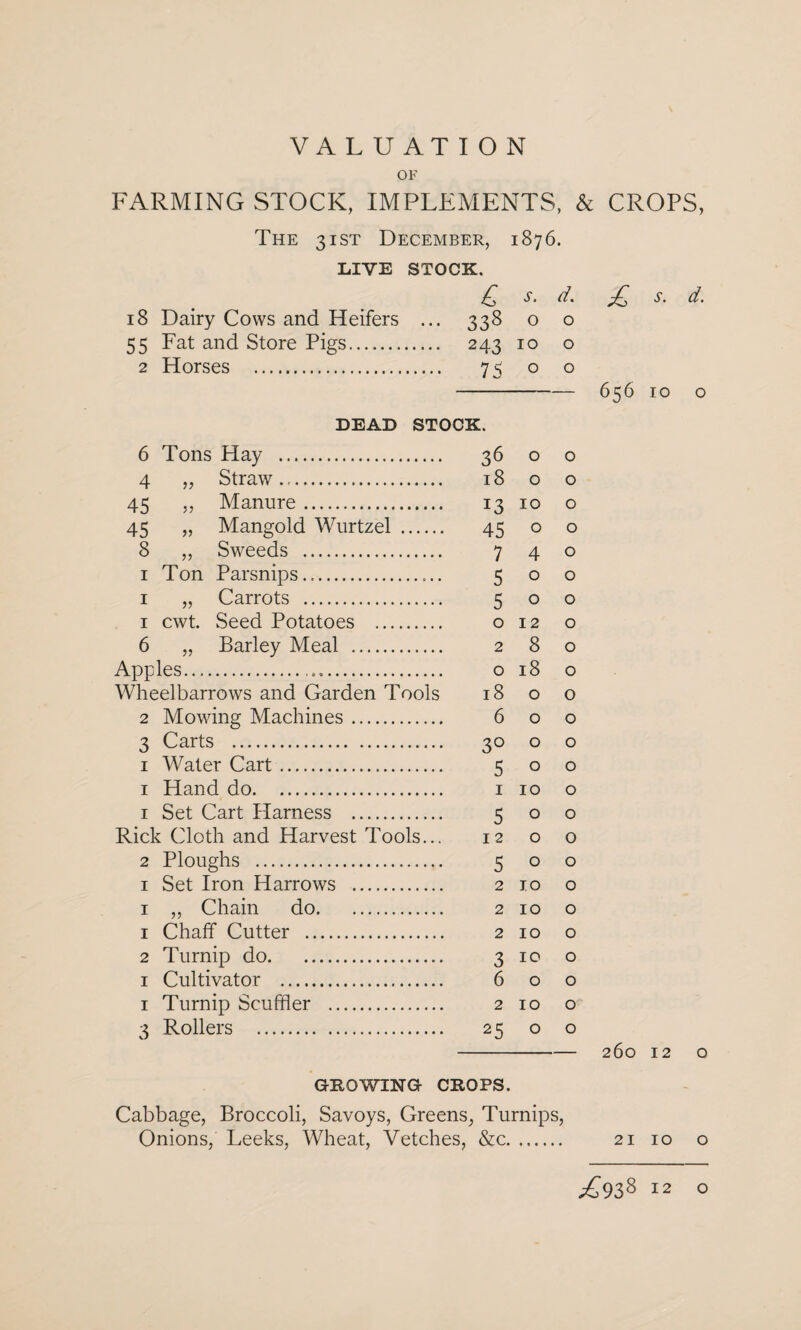 VALUATION
OF
FARMING STOCK, IMPLEMENTS, & CROPS,
The 31st December, 1876.
LIVE STOCK.
£ s. d. £ s. d.
18 Dairy Cows and Heifers ... 338 0 0
55 Fat and Store Pigs............ 243 10 0
2 Horses ........................ 75 0 0
656 10 0
DEAD STOCK.
6 Tons Hay ..................... 36 0 0
4 „ Straw ...................... 18 0 0
45 „ Manure .................. 13 10 0
45 „ Mangold Wurtzel ...... 45 0 0
8 „ Sweeds ................... 7 4 0
1 Ton Parsnips..................... 5 0 0
1 „ Carrots ................... 5 0 0
1 cwt. Seed Potatoes ......... 0 12 0
6 „ Barley Meal ............ 2 8 0
Apples.............................. 0 18 0
Wheelbarrows and Garden Tools 18 0 0
2 Mowing Machines ............ 6 0 0
3 Carts ........................ 30 0 0
1 Water Cart ..................... 5 0 0
1 Hand do. ..................... 1 10 0
1 Set Cart Harness ............ 5 0 0
Rick Cloth and Harvest Tools... 12 0 0
2 Ploughs ........................ 5 0 0
1 Set Iron Harrows ............ 2 10 0
1 „ Chain do. ............ 2 10 0
1 Chaff Cutter .................. 2 10 0
2 Turnip do. .................. 3 10 0
1 Cultivator ..................... 6 0 0
1 Turnip Scuffler ............... 2 10 0
3 Rollers ........................ 25 0 0
260 12 0
GROWING CROPS.
Cabbage, Broccoli, Savoys, Greens, Turnips,
Onions, Leeks, Wheat, Vetches, &c. ...... 21 10 0
£938 12 0